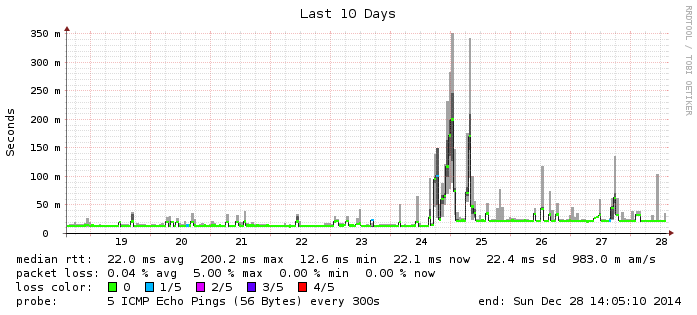 Last 10 Days
RRDTOOL / TOBI OETIKER
Seconds
350 m
300 m
250 m
200 m
150 m
100 m
50 m
0
19 20 21 22 23 24 25 26 27 28
median rtt: 22.0 ms avg 200.2 ms max 12.6 ms min 22.1 ms now 22.4 ms sd 983.0 m am/s
packet loss: 0.04 % avg 5.00 % max 0.00 % min 0.00 % now
loss color: 0 1/5 2/5 3/5 4/5
probe: 5 ICMP Echo Pings (56 Bytes) every 300s end: Sun Dec 28 14:05:10 2014